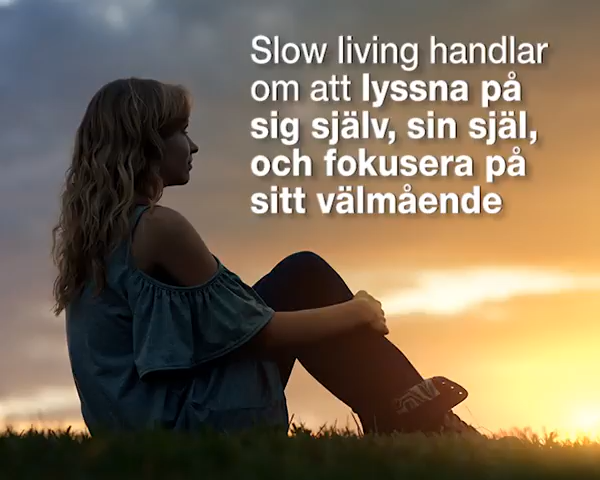 Slow living handlar
om att lyssna på
sig själv, sin själ,
och fokusera på
sitt välmående